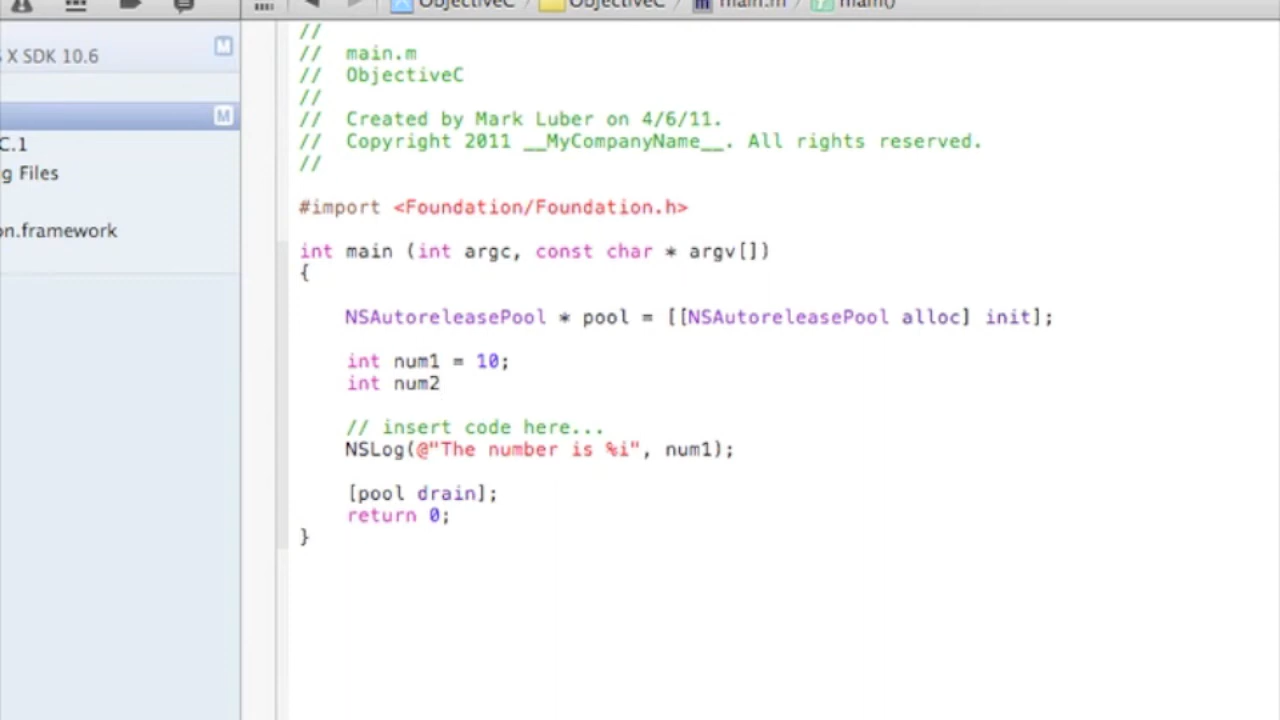 ObjectiveC
ObjectiveC
main.m
main()
X SDK 10.6
M
M
C.1
g Files
on.framework
//
// main.m
// ObjectiveC
//
// Created by Mark Luber on 4/6/11.
// Copyright 2011 __MyCompanyName__. All rights reserved.
//
#import <Foundation/Foundation.h>
int main (int argc, const char * argv[])
{
NSAutoreleasePool * pool = [[NSAutoreleasePool alloc] init];
int num1 = 10;
int num2
// insert code here...
NSLog(@"The number is %i", num1);
[pool drain];
return 0;
}